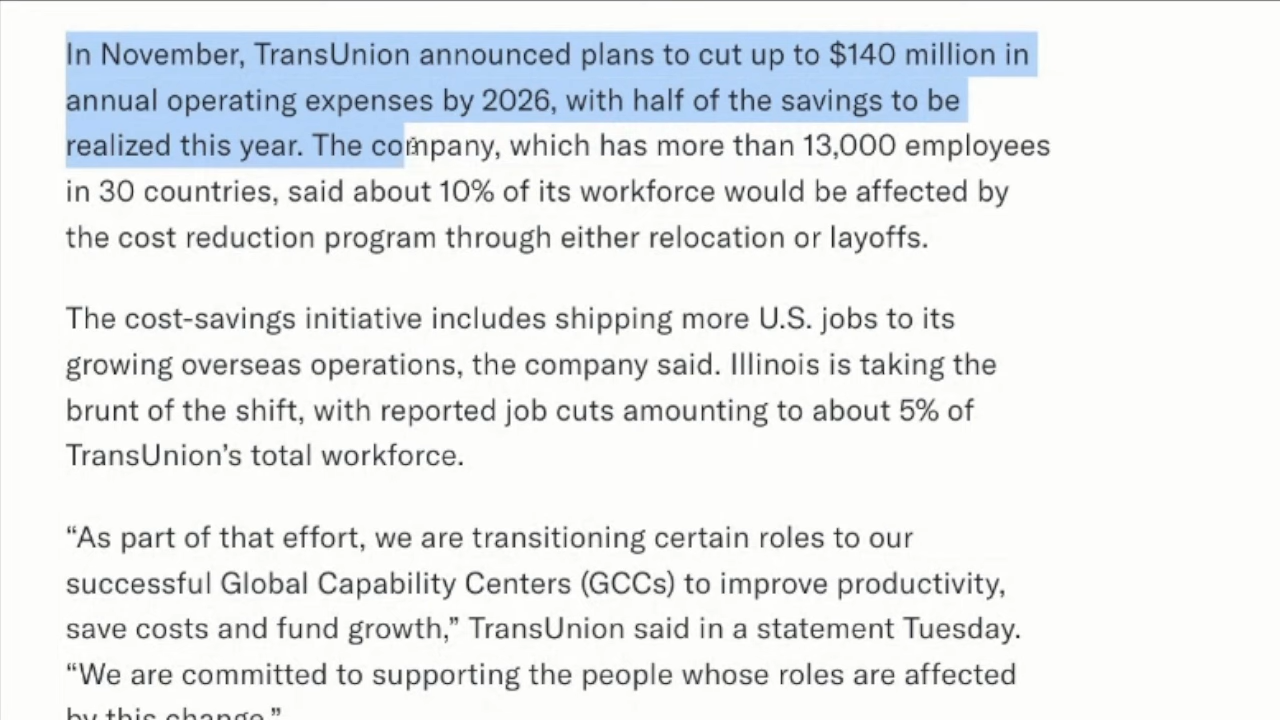 In November, TransUnion announced plans to cut up to $140 million in
annual operating expenses by 2026, with half of the savings to be
realized this year. The company, which has more than 13,000 employees
in 30 countries, said about 10% of its workforce would be affected by
the cost reduction program through either relocation or layoffs.
The cost-savings initiative includes shipping more U.S. jobs to its
growing overseas operations, the company said. Illinois is taking the
brunt of the shift, with reported job cuts amounting to about 5% of
TransUnion’s total workforce.
“As part of that effort, we are transitioning certain roles to our
successful Global Capability Centers (GCCs) to improve productivity,
save costs and fund growth,” TransUnion said in a statement Tuesday.
“We are committed to supporting the people whose roles are affected
by this change.”